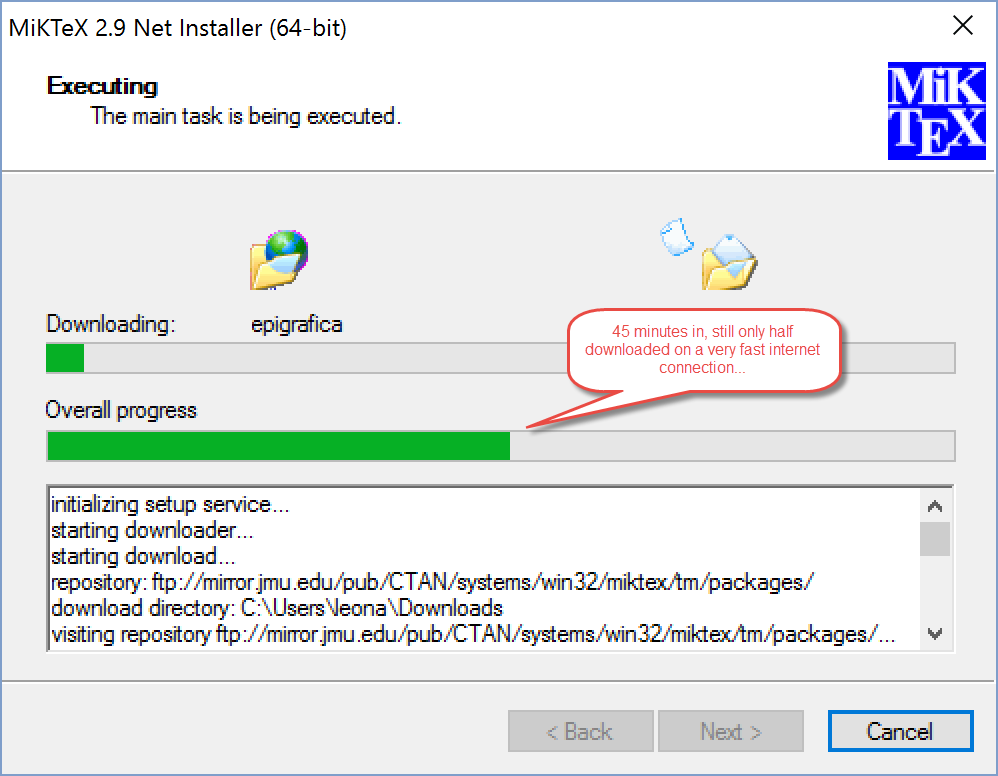 MiKTeX 2.9 Net Installer (64-bit)
Executing
The main task is being executed.
MiK
TEX
Downloading: epigrafica
45 minutes in, still only half
downloaded on a very fast internet
connection...
Overall progress
initializing setup service...
starting downloader...
starting download...
repository: ftp://mirror.jmu.edu/pub/CTAN/systems/win32/miktex/tm/packages/
download directory: C:\Users\leona\Downloads
visiting repository ftp://mirror.jmu.edu/pub/CTAN/systems/win32/miktex/tm/packages/...
< Back Next > Cancel